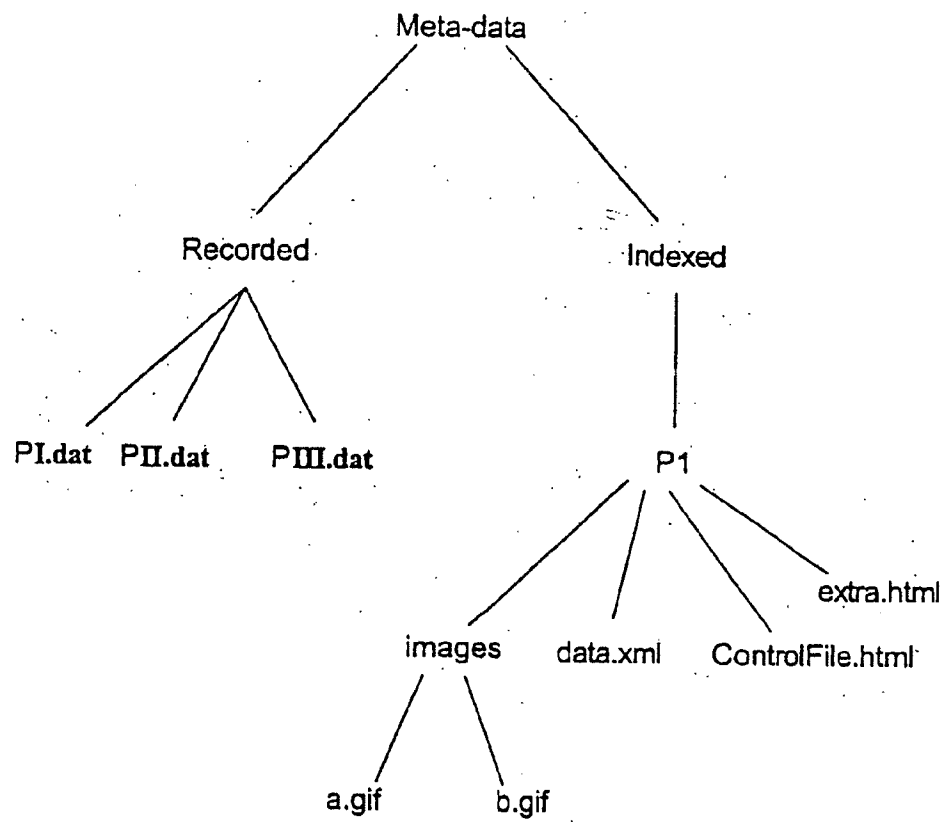 Meta-data
Recorded
Indexed
PI.dat PII.dat PIII.dat
P1
extra.html
images data.xml ControlFile.html
a.gif b.gif